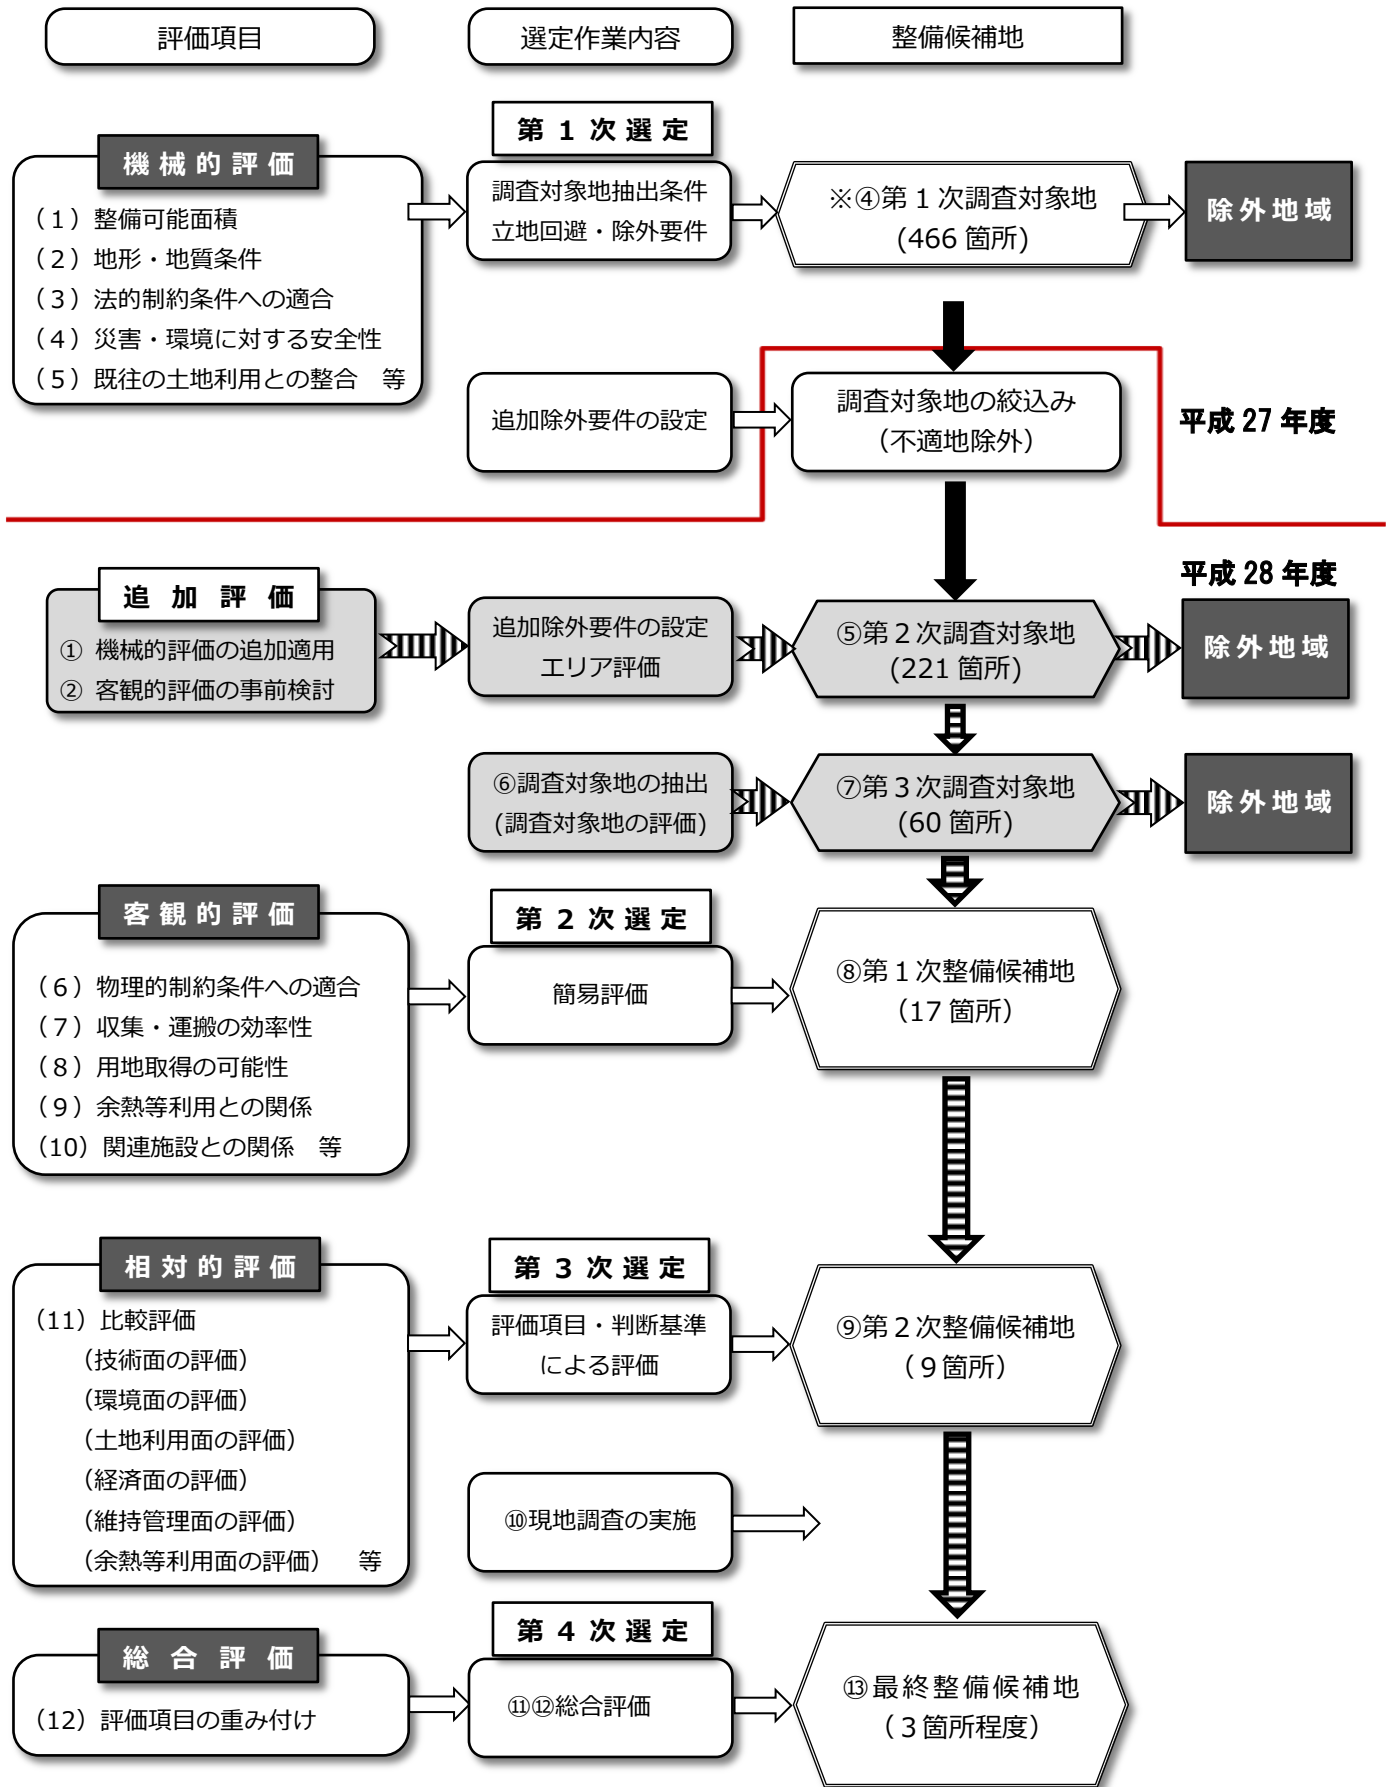 評価項目
選定作業内容
整備候補地
第１次選定
機械的評価
（１）整備可能面積
（２）地形・地質条件
（３）法的制約条件への適合
（４）災害・環境に対する安全性
（５）既往の土地利用との整合　等
調査対象地抽出条件
立地回避・除外要件
※④第１次調査対象地
(466 箇所)
除外地域
追加除外要件の設定
調査対象地の絞込み
（不適地除外）
平成 27 年度
平成 28 年度
追加評価
① 機械的評価の追加適用
② 客観的評価の事前検討
追加除外要件の設定
エリア評価
⑤第２次調査対象地
(221 箇所)
除外地域
⑥調査対象地の抽出
(調査対象地の評価)
⑦第３次調査対象地
(60 箇所)
除外地域
客観的評価
（６）物理的制約条件への適合
（７）収集・運搬の効率性
（８）用地取得の可能性
（９）余熱等利用との関係
（10）関連施設との関係　等
第２次選定
簡易評価
⑧第１次整備候補地
（17 箇所）
相対的評価
（11）比較評価
（技術面の評価）
（環境面の評価）
（土地利用面の評価）
（経済面の評価）
（維持管理面の評価）
（余熱等利用面の評価）　等
第３次選定
評価項目・判断基準
による評価
⑨第２次整備候補地
（９箇所）
⑩現地調査の実施
総合評価
（12）評価項目の重み付け
第４次選定
⑪⑫総合評価
⑬最終整備候補地
（３箇所程度）